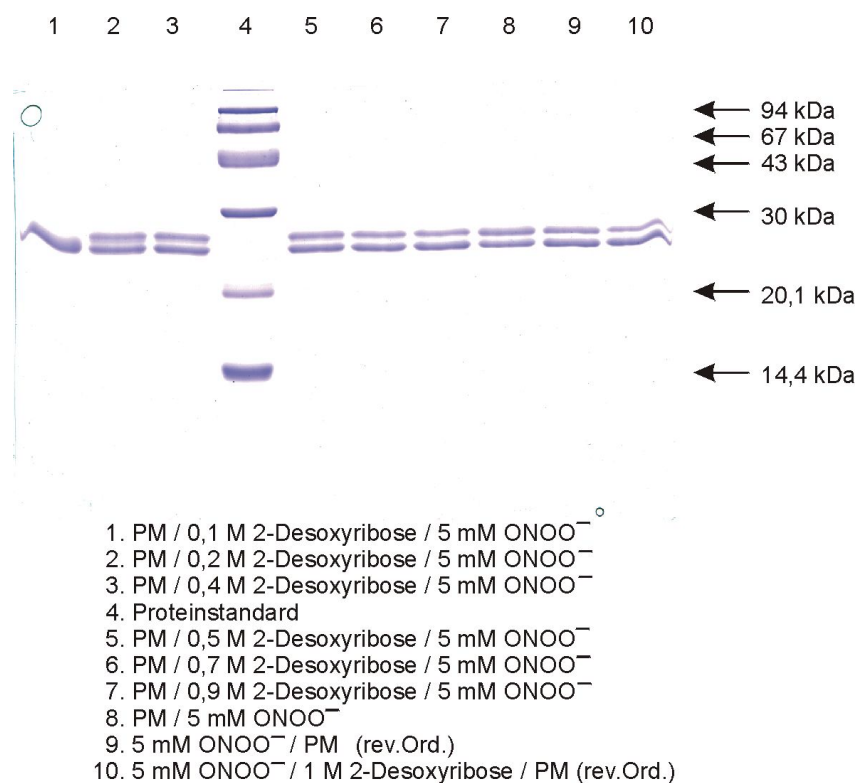 1 2 3 4 5 6 7 8 9 10
94 kDa
67 kDa
43 kDa
30 kDa
20,1 kDa
14,4 kDa
1. PM / 0,1 M 2-Desoxyribose / 5 mM ONOO⁻
2. PM / 0,2 M 2-Desoxyribose / 5 mM ONOO⁻
3. PM / 0,4 M 2-Desoxyribose / 5 mM ONOO⁻
4. Proteinstandard
5. PM / 0,5 M 2-Desoxyribose / 5 mM ONOO⁻
6. PM / 0,7 M 2-Desoxyribose / 5 mM ONOO⁻
7. PM / 0,9 M 2-Desoxyribose / 5 mM ONOO⁻
8. PM / 5 mM ONOO⁻
9. 5 mM ONOO⁻ / PM (rev.Ord.)
10. 5 mM ONOO⁻ / 1 M 2-Desoxyribose / PM (rev.Ord.)